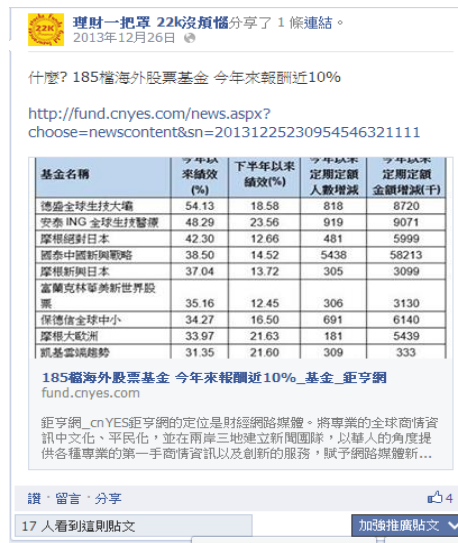 22K
理財一把罩 22k沒煩惱分享了 1 條連結。
2013年12月26日
什麼? 185檔海外股票基金 今年來報酬近10%
http://fund.cnyes.com/news.aspx?
choose=newscontent&sn=20131225230954546321111
基金名稱 今年以來績效(%) 下半年以來績效(%) 今年以來定期定額人數增減 今年以來定期定額金額增減(千)
德盛全球生技大壩 54.13 18.58 818 8720
安泰 ING 全球生技醫療 48.29 23.56 919 9071
摩根絕對日本 42.30 12.66 481 5999
國泰中國新興戰略 38.50 14.52 5438 58213
摩根新興日本 37.04 13.72 305 3099
富蘭克林華美新世界股
票 35.16 12.45 306 3130
保德信全球中小 34.27 16.50 691 6140
摩根大歐洲 33.97 21.63 181 5439
凱基雲端趨勢 31.35 21.60 309 333
185檔海外股票基金 今年來報酬近10%_基金_鉅亨網
fund.cnyes.com
鉅亨網_cnYES鉅亨網的定位是財經網路媒體。將專業的全球商情資
訊中文化、平民化，並在兩岸三地建立新聞團隊，以華人的角度提
供各種專業的第一手商情資訊以及創新的服務，賦予網路媒體新...
讚 · 留言 · 分享 4
17 人看到這則貼文 加強推廣貼文